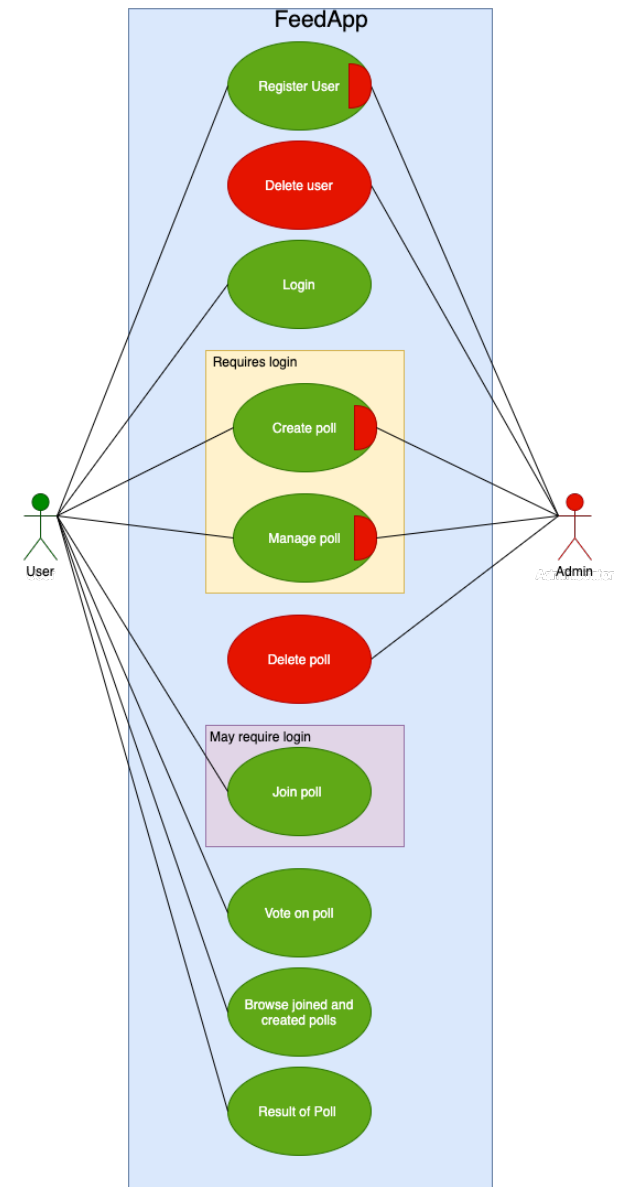 FeedApp
Register User
Delete user
Login
Requires login
Create poll
Manage poll
User
Admin
Delete poll
May require login
Join poll
Vote on poll
Browse joined and
created polls
Result of Poll